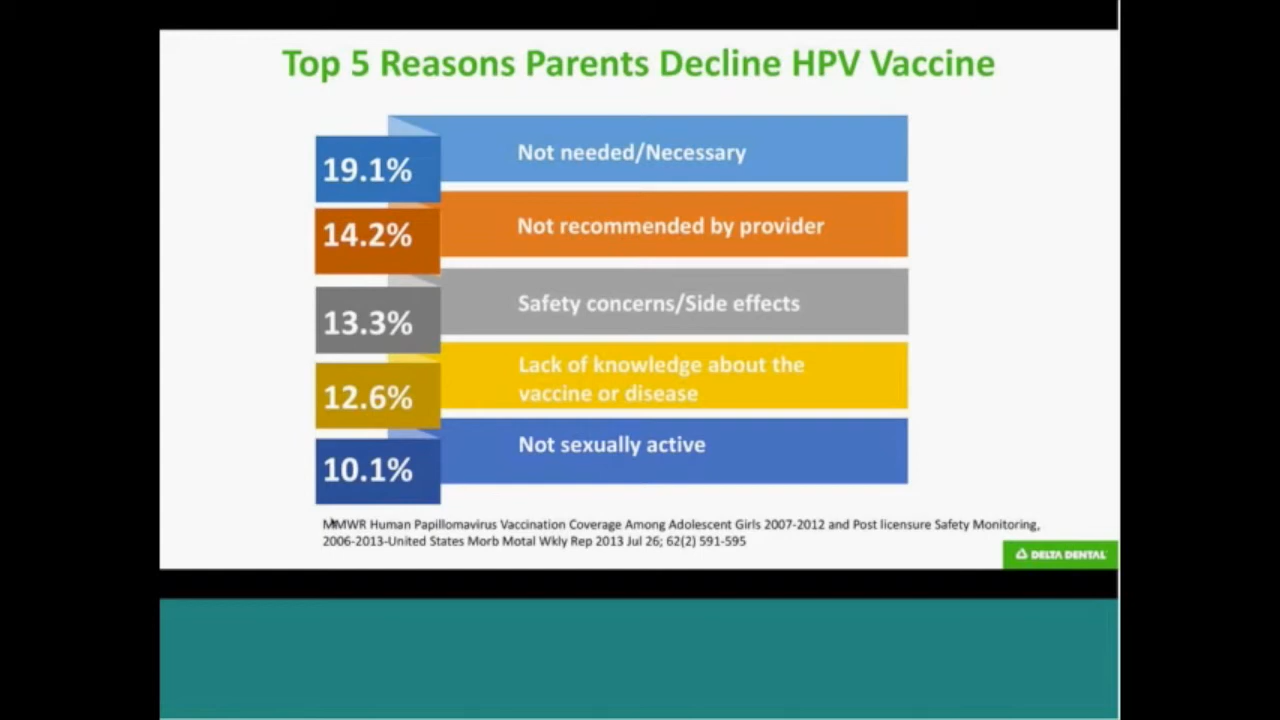 Top 5 Reasons Parents Decline HPV Vaccine
19.1%
Not needed/Necessary
14.2%
Not recommended by provider
13.3%
Safety concerns/Side effects
12.6%
Lack of knowledge about the
vaccine or disease
10.1%
Not sexually active
MMWR Human Papillomavirus Vaccination Coverage Among Adolescent Girls 2007-2012 and Post licensure Safety Monitoring,
2006-2013-United States Morb Motal Wkly Rep 2013 Jul 26; 62(2) 591-595
DELTA DENTAL